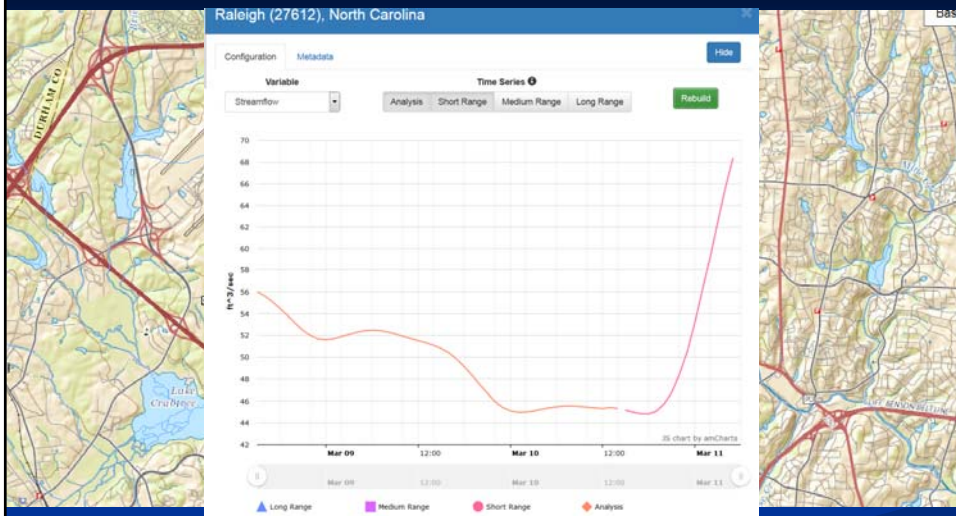 Raleigh (27612), North Carolina
×
Bas
Configuration Metadata
Hide
Variable
Time Series
Streamflow
Analysis Short Range Medium Range Long Range
Rebuild
DURHAM CO
70
68
66
64
62
60
58
56
54
52
50
48
46
44
42
ft^3/sec
Lake
Crabtree
JS chart by amCharts
Mar 09 12:00 Mar 10 12:00 Mar 11
Mar 09 12:00 Mar 10 12:00 Mar 11
Long Range Medium Range Short Range Analysis